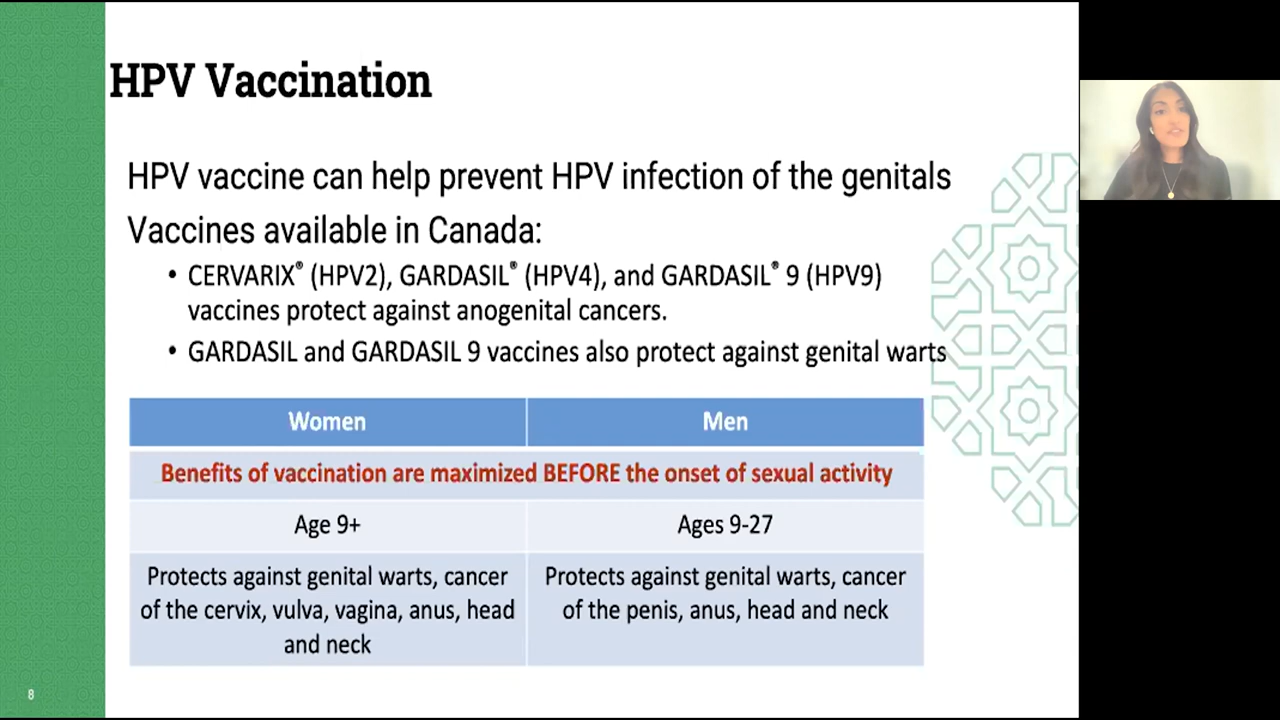 HPV Vaccination
HPV vaccine can help prevent HPV infection of the genitals
Vaccines available in Canada:
• CERVARIX® (HPV2), GARDASIL® (HPV4), and GARDASIL® 9 (HPV9)
vaccines protect against anogenital cancers.
• GARDASIL and GARDASIL 9 vaccines also protect against genital warts
Women
Men
Benefits of vaccination are maximized BEFORE the onset of sexual activity
Age 9+
Ages 9-27
Protects against genital warts, cancer
of the cervix, vulva, vagina, anus, head
and neck
Protects against genital warts, cancer
of the penis, anus, head and neck
8